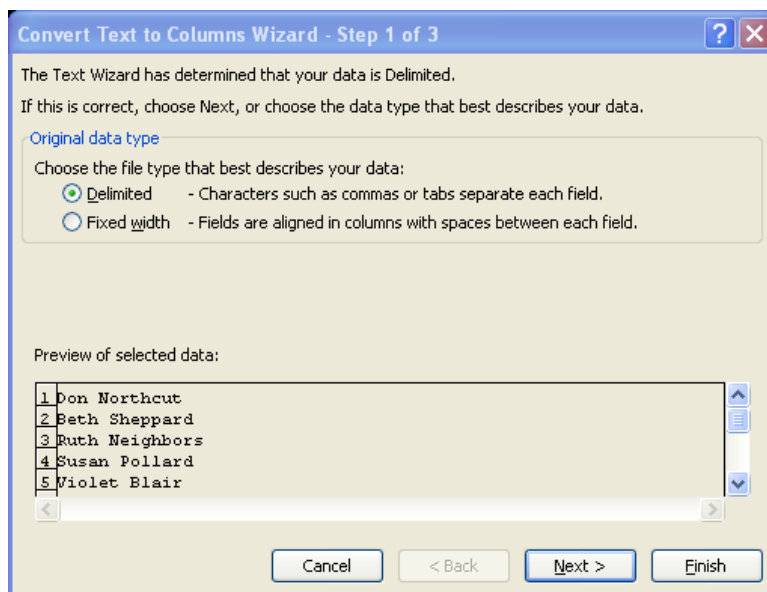 Convert Text to Columns Wizard - Step 1 of 3
The Text Wizard has determined that your data is Delimited.
If this is correct, choose Next, or choose the data type that best describes your data.
Original data type
Choose the file type that best describes your data:
Delimited - Characters such as commas or tabs separate each field.
Fixed width - Fields are aligned in columns with spaces between each field.
Preview of selected data:
1 Don Northcut
2 Beth Sheppard
3 Ruth Neighbors
4 Susan Pollard
5 Violet Blair
Cancel < Back Next > Finish